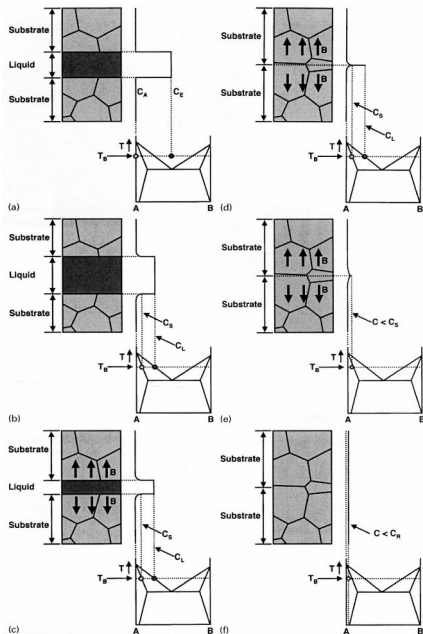 Substrate
Liquid
Substrate
C_A
C_E
T
T_B
(a)
A
B
Substrate
Liquid
Substrate
C_S
C_L
T
T_B
(b)
A
B
Substrate
Liquid
Substrate
B
B
C_S
C_L
T
T_B
(c)
A
B
Substrate
Substrate
B
B
C_S
C_L
T
T_B
(d)
A
B
Substrate
Substrate
B
B
C < C_S
T
T_B
(e)
A
B
Substrate
Substrate
C < C_R
T
T_B
(f)
A
B